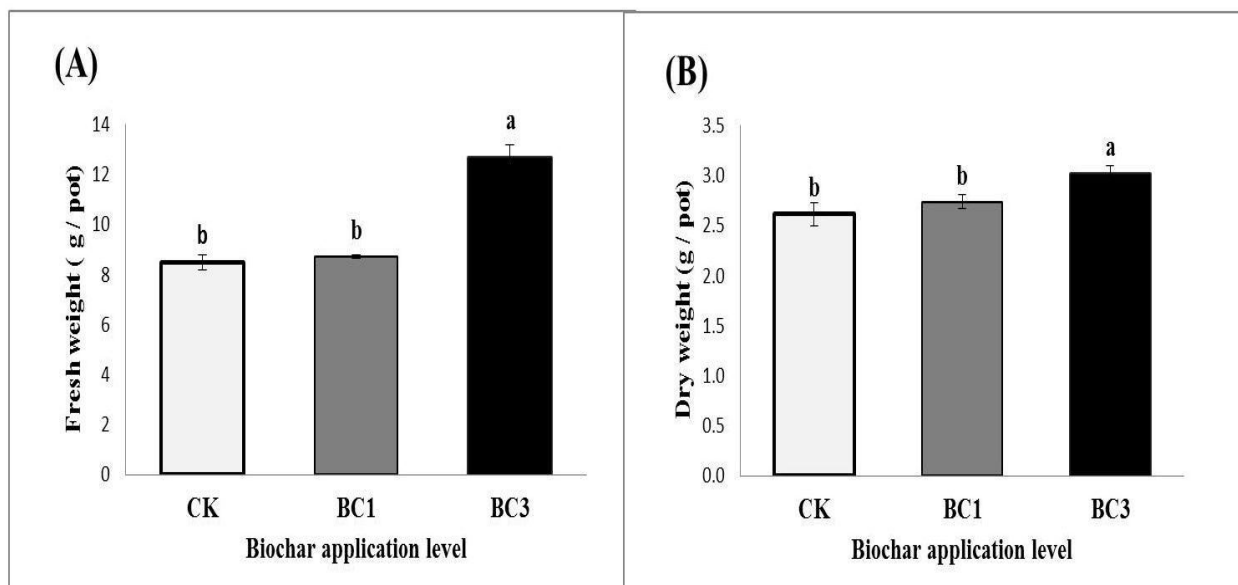 (A)
Fresh weight ( g / pot)
14
12
10
8
6
4
2
0
b
b
a
CK
BC1
BC3
Biochar application level
(B)
Dry weight (g / pot)
3.5
3.0
2.5
2.0
1.5
1.0
0.5
0.0
b
b
a
CK
BC1
BC3
Biochar application level